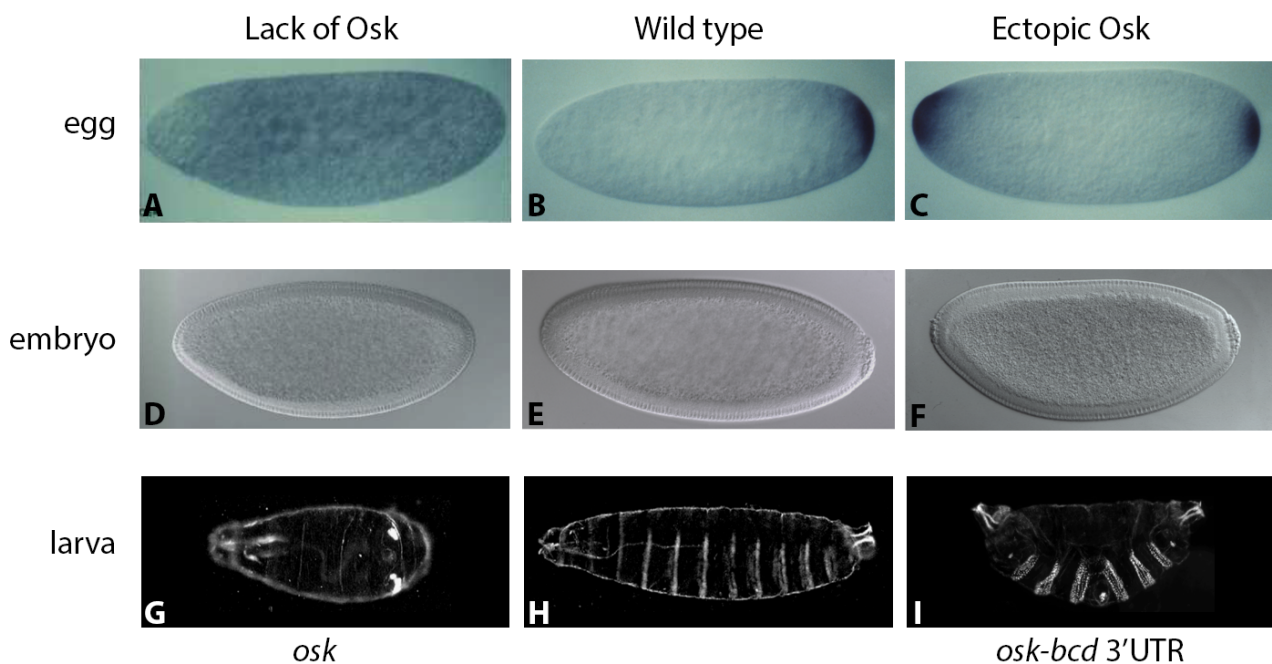 Lack of Osk Wild type Ectopic Osk
egg
A B C
embryo
D E F
larva
G H I
osk osk-bcd 3'UTR